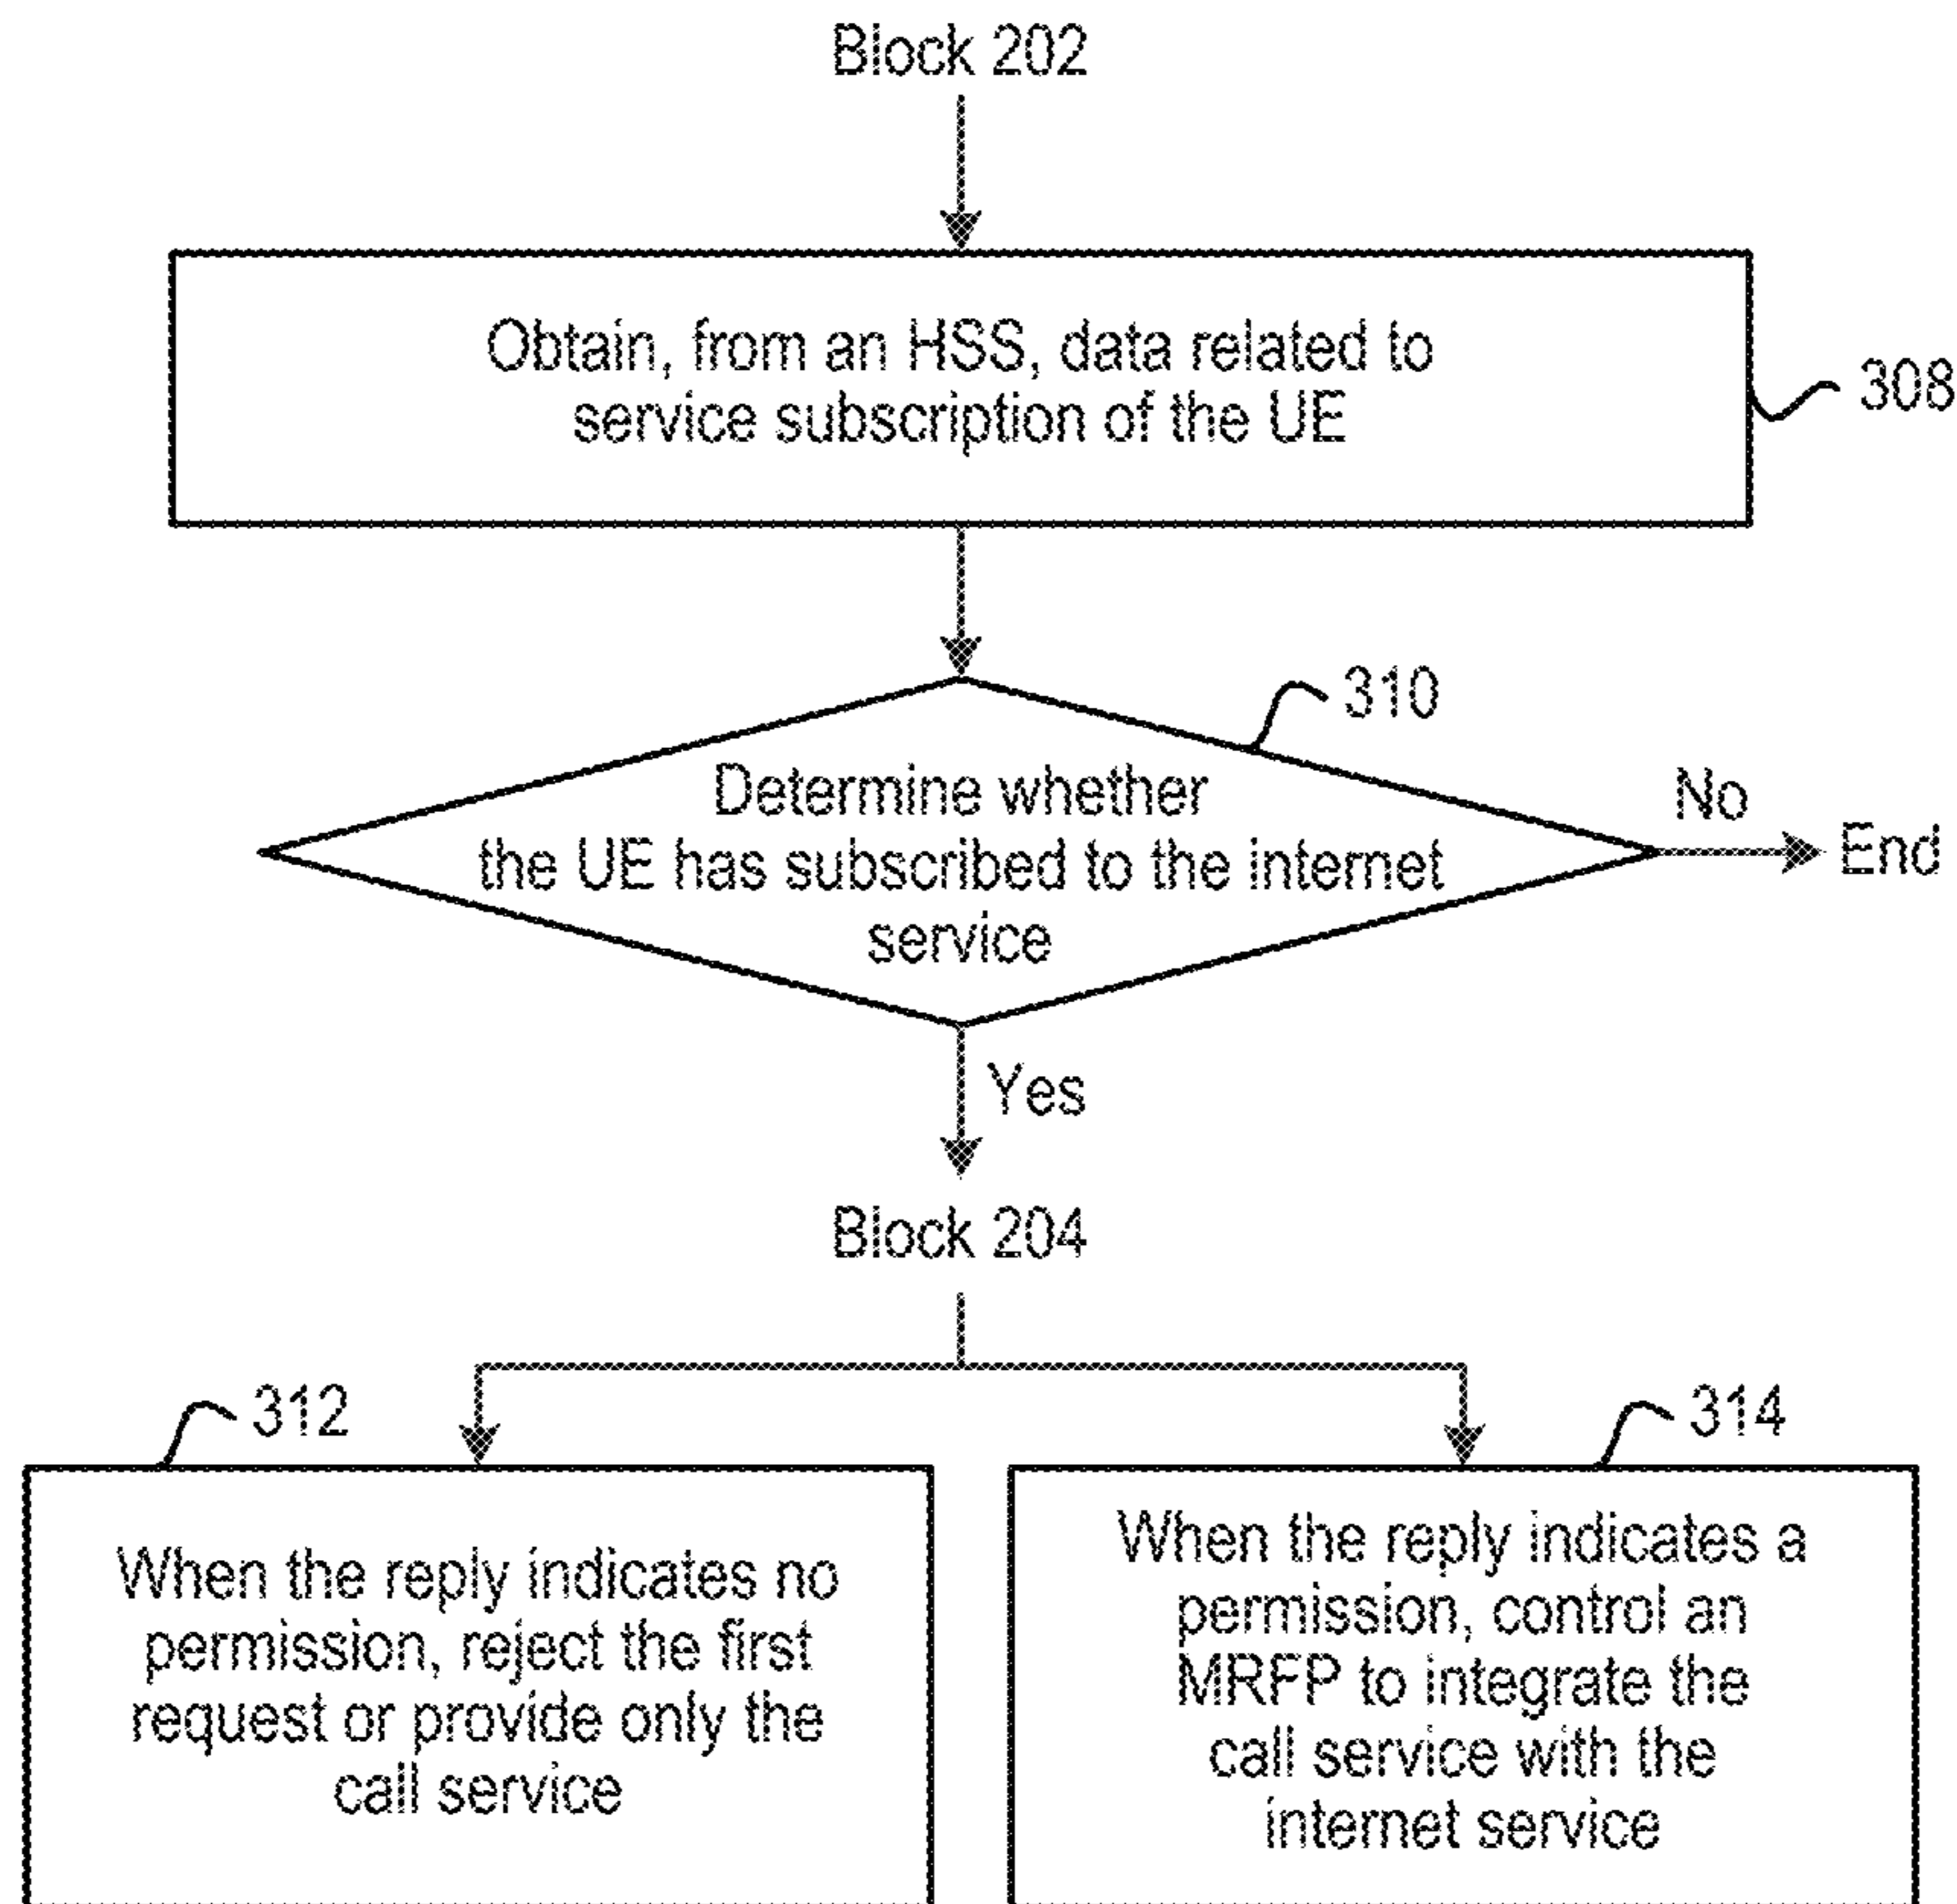 Block 202
Obtain, from an HSS, data related to
service subscription of the UE
308
310
Determine whether
the UE has subscribed to the internet
service
No
End
Yes
Block 204
312
314
When the reply indicates no
permission, reject the first
request or provide only the
call service
When the reply indicates a
permission, control an
MRFP to integrate the
call service with the
internet service